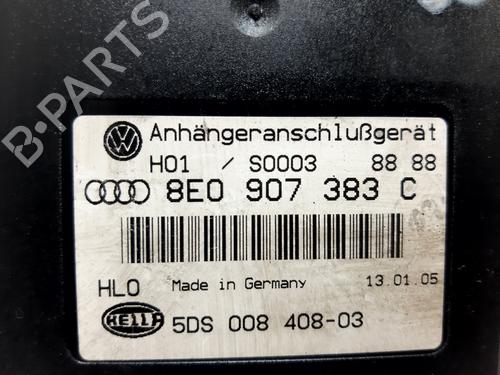 B-PARTS
Anhängeranschlußgerät
H01 / S0003 88 88
8E0 907 383 C
HLO Made in Germany 13.01.05
HELLA 5DS 008 408-03